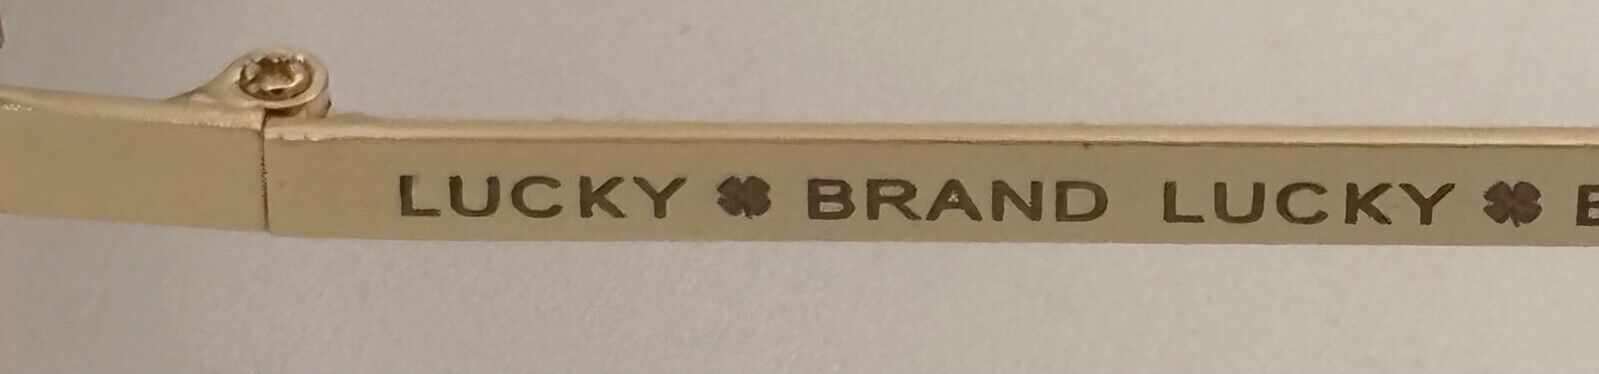 LUCKY 🍀 BRAND LUCKY 🍀 B